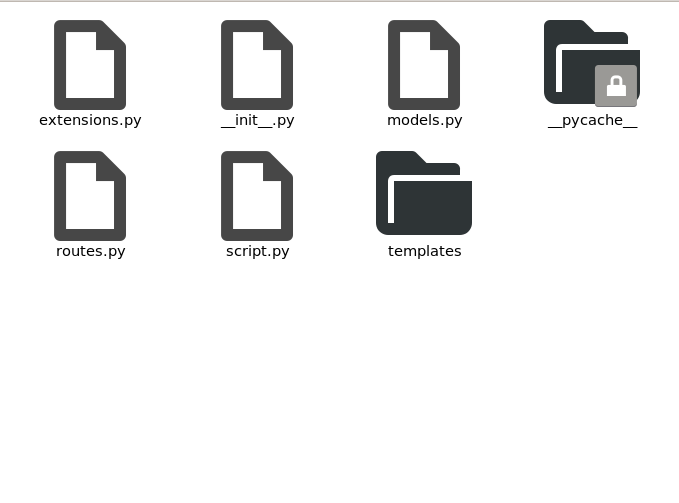 extensions.py
__init__.py
models.py
__pycache__
routes.py
script.py
templates